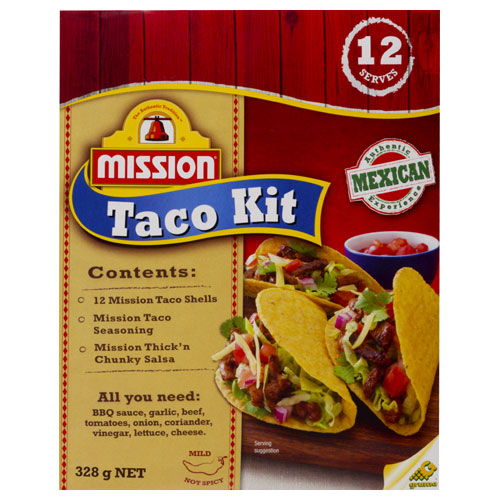 12
SERVES
The Authentic Tradition
MISSION
Authentic
MEXICAN
Experience
Taco Kit
Contents:
12 Mission Taco Shells
Mission Taco
Seasoning
Mission Thick'n
Chunky Salsa
All you need:
BBQ sauce, garlic, beef,
tomatoes, onion, coriander,
vinegar, lettuce, cheese.
Serving
suggestion
MILD
NOT SPICY
328 g NET